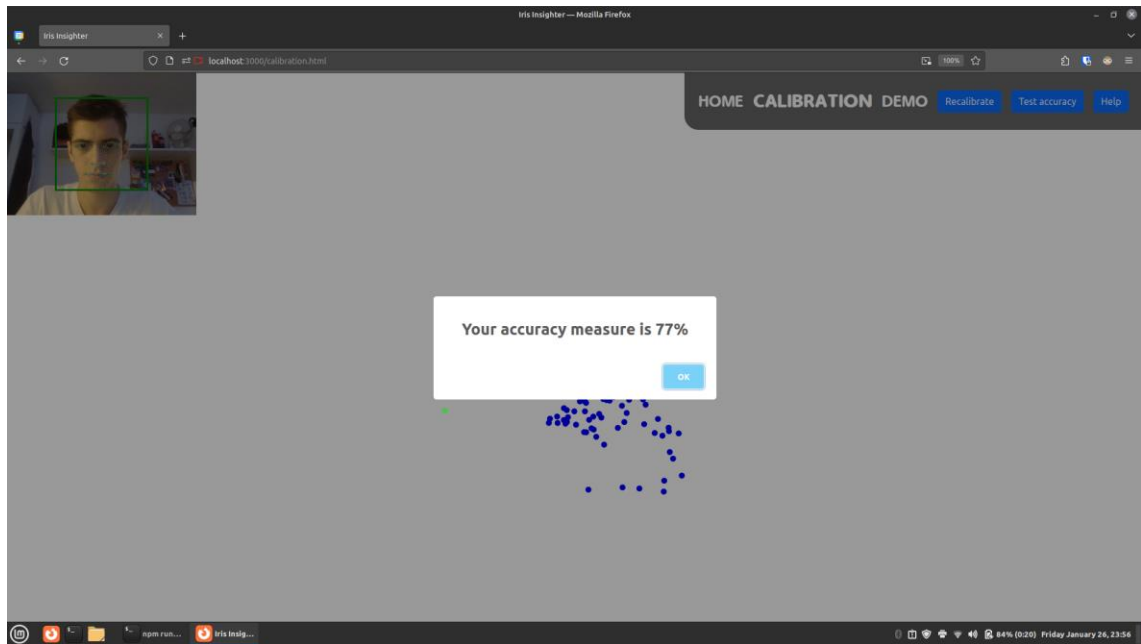 Iris Insighter — Mozilla Firefox
Iris Insighter
localhost:3000/calibration.html
100%
HOME CALIBRATION DEMO Recalibrate Test accuracy Help
Your accuracy measure is 77%
OK
npm run...
Iris Insig...
84% (0:20) Friday January 26, 23:56